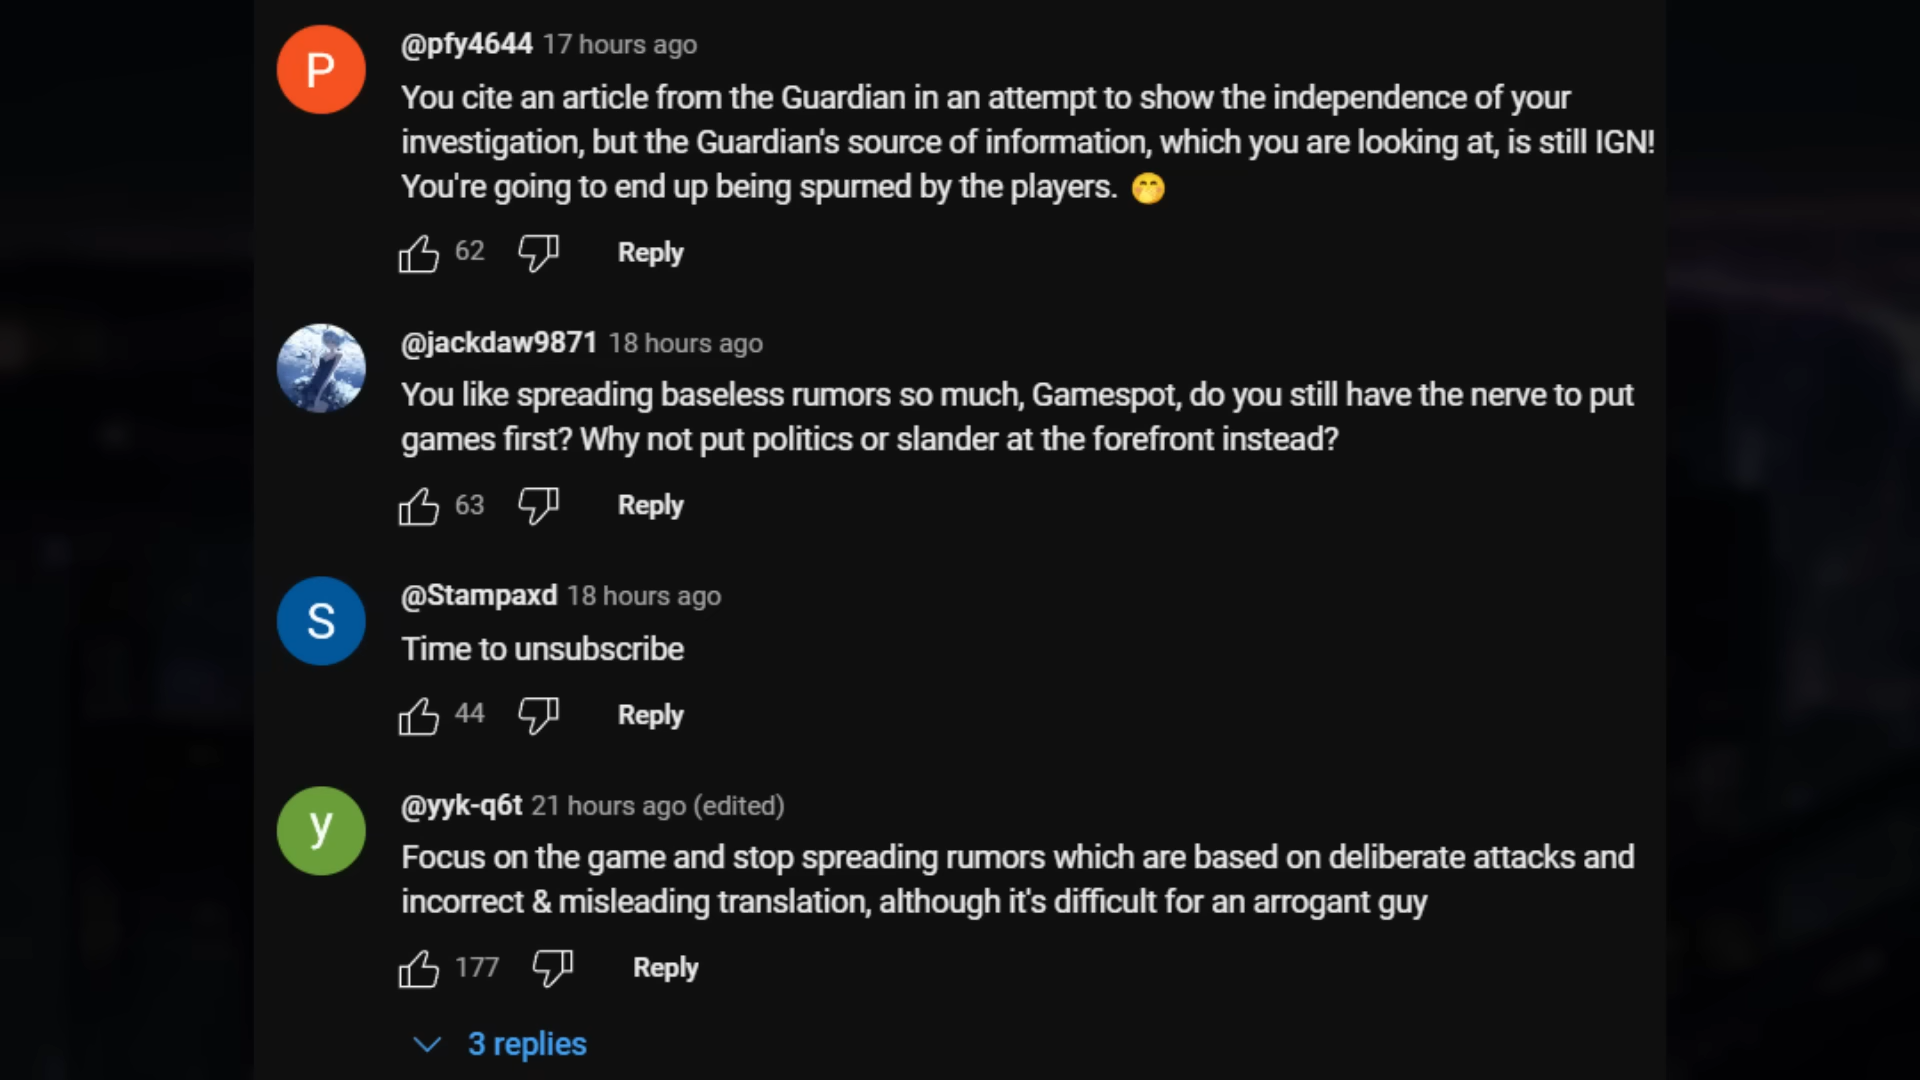 P
@pfy4644 17 hours ago
You cite an article from the Guardian in an attempt to show the independence of your
investigation, but the Guardian's source of information, which you are looking at, is still IGN!
You're going to end up being spurned by the players. 🤭
62 Reply
@jackdaw9871 18 hours ago
You like spreading baseless rumors so much, Gamespot, do you still have the nerve to put
games first? Why not put politics or slander at the forefront instead?
63 Reply
S
@Stampaxd 18 hours ago
Time to unsubscribe
44 Reply
y
@yyk-q6t 21 hours ago (edited)
Focus on the game and stop spreading rumors which are based on deliberate attacks and
incorrect & misleading translation, although it's difficult for an arrogant guy
177 Reply
3 replies